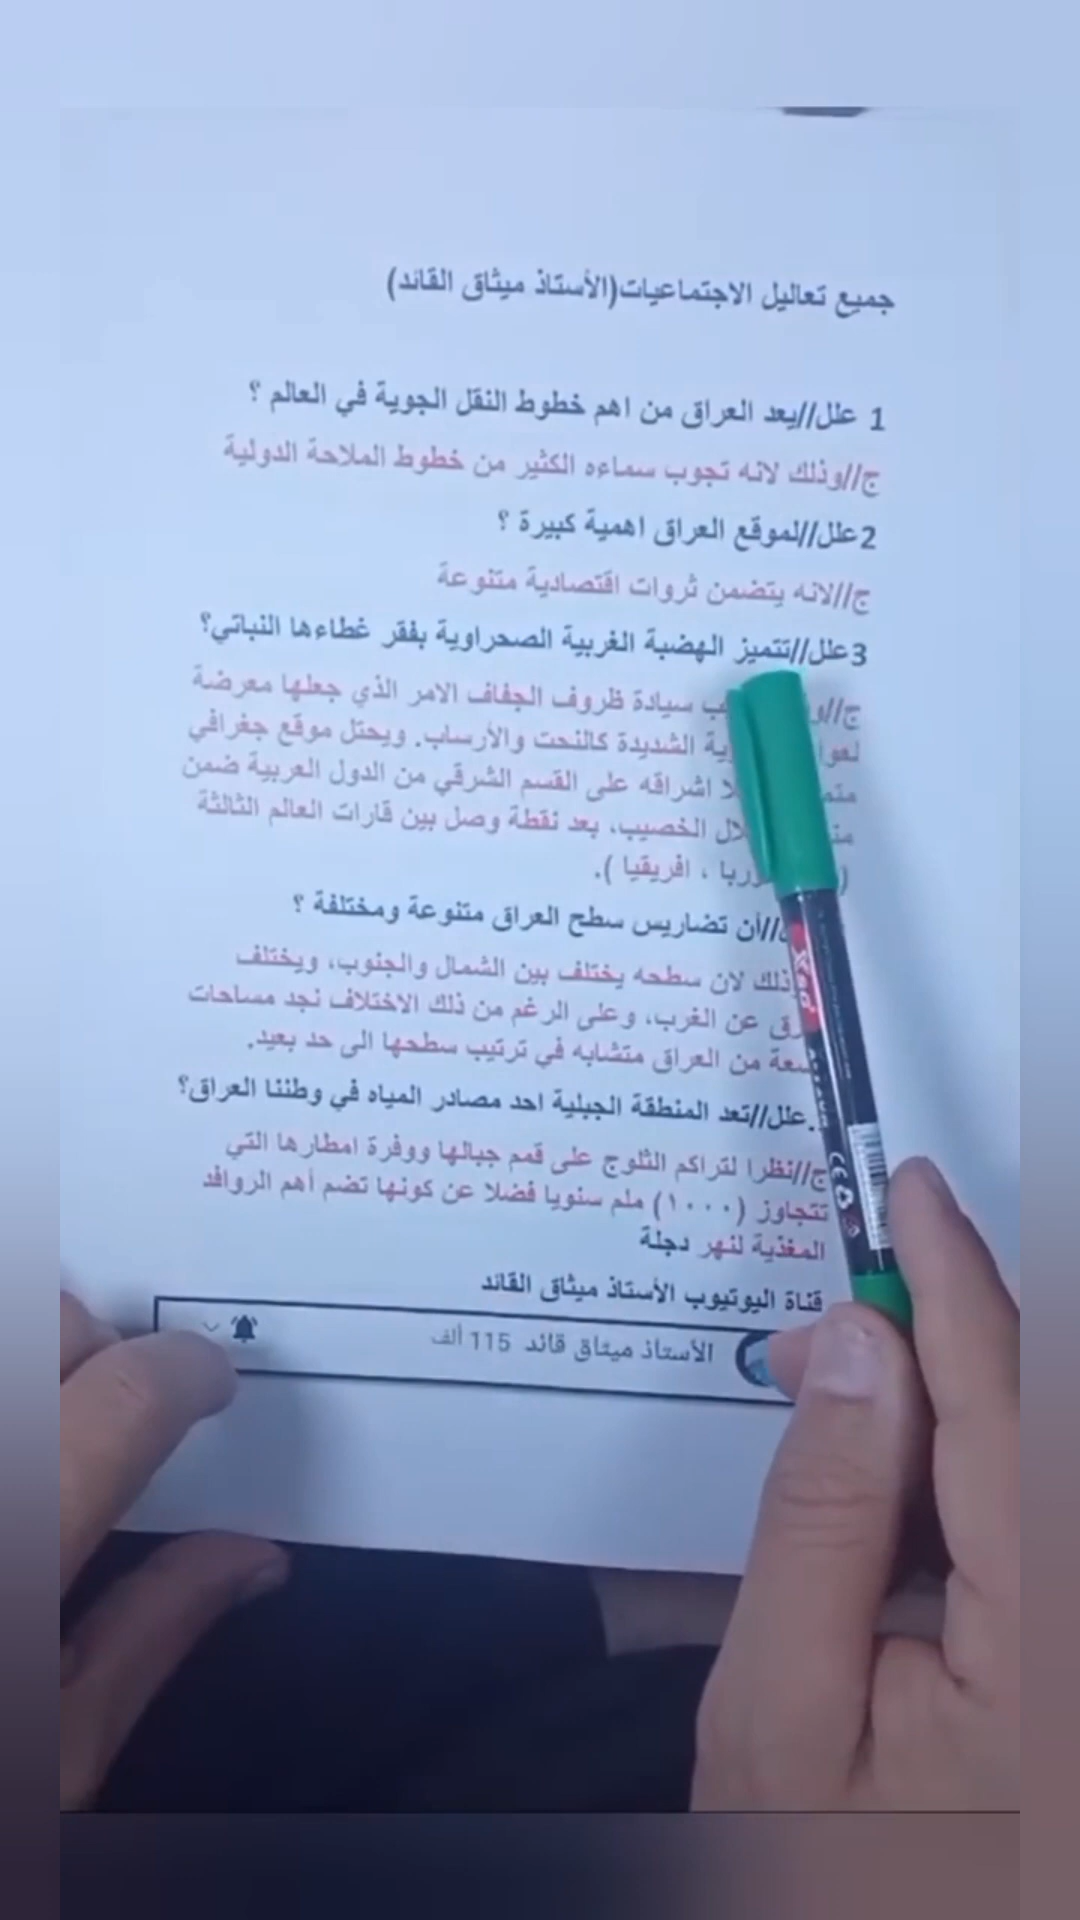 جميع تعاليل الاجتماعيات(الأستاذ ميثاق القائد)
1 علل//يعد العراق من اهم خطوط النقل الجوية في العالم ؟
ج//وذلك لانه تجوب سماءه الكثير من خطوط الملاحة الدولية
2علل//لموقع العراق اهمية كبيرة ؟
ج//لانه يتضمن ثروات اقتصادية متنوعة
3علل//تتميز الهضبة الغربية الصحراوية بفقر غطاءها النباتي؟
ج// سيادة ظروف الجفاف الامر الذي جعلها معرضة
الشديدة كالنحت والأرساب. ويحتل موقع جغرافي
اشرافه على القسم الشرقي من الدول العربية ضمن
الخصيب، بعد نقطة وصل بين قارات العالم الثالثة
( ، افريقيا ).
//أن تضاريس سطح العراق متنوعة ومختلفة ؟
لان سطحه يختلف بين الشمال والجنوب، ويختلف
عن الغرب، وعلى الرغم من ذلك الاختلاف نجد مساحات
من العراق متشابه في ترتيب سطحها الى حد بعيد.
.علل//تعد المنطقة الجبلية احد مصادر المياه في وطننا العراق؟
ج//نظرا لتراكم الثلوج على قمم جبالها ووفرة امطارها التي
تتجاوز (١٠٠٠) ملم سنويا فضلا عن كونها تضم أهم الروافد
المغذية لنهر دجلة
قناة اليوتيوب الأستاذ ميثاق القائد
الأستاذ ميثاق قائد 115 ألف